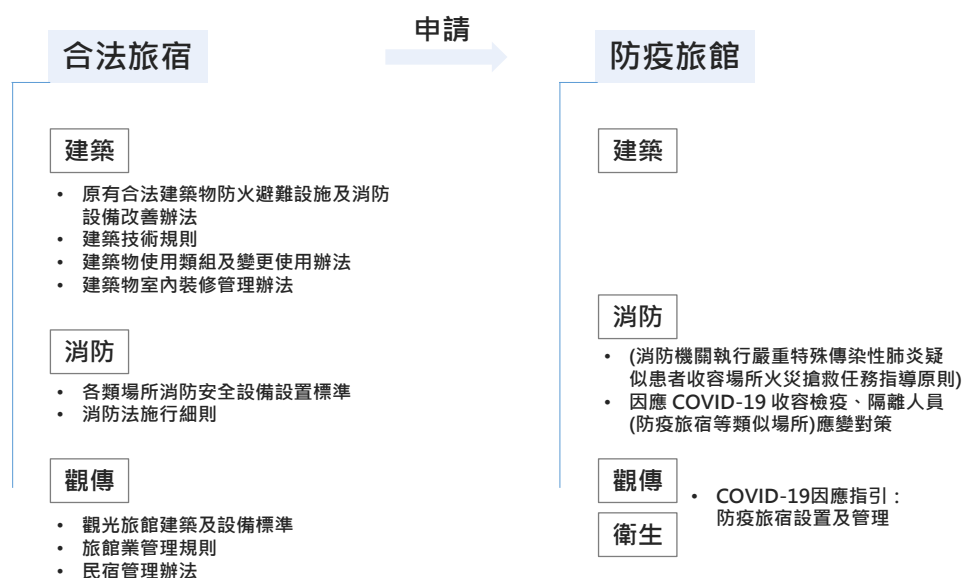 申請
合法旅宿
建築
• 原有合法建築物防火避難設施及消防
設備改善辦法
• 建築技術規則
• 建築物使用類組及變更使用辦法
• 建築物室內裝修管理辦法
消防
• 各類場所消防安全設備設置標準
• 消防法施行細則
觀傳
• 觀光旅館建築及設備標準
• 旅館業管理規則
• 民宿管理辦法
防疫旅館
建築
消防
• (消防機關執行嚴重特殊傳染性肺炎疑
似患者收容場所火災搶救任務指導原則)
• 因應 COVID-19 收容檢疫、隔離人員
(防疫旅宿等類似場所)應變對策
觀傳
衛生
• COVID-19因應指引：
防疫旅宿設置及管理